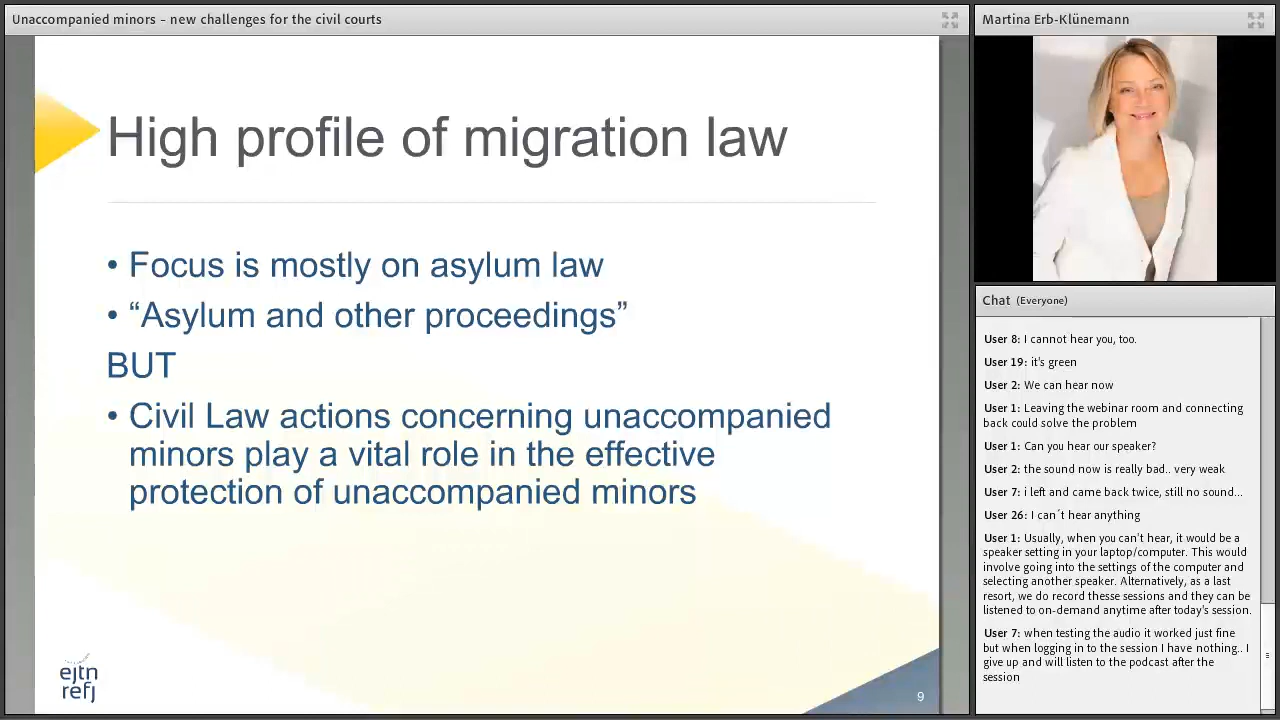 Unaccompanied minors – new challenges for the civil courts
High profile of migration law
• Focus is mostly on asylum law
• “Asylum and other proceedings”
BUT
• Civil Law actions concerning unaccompanied
minors play a vital role in the effective
protection of unaccompanied minors
ejtn
refj
9
Martina Erb-Klünemann
Chat (Everyone)
User 8: I cannot hear you, too.
User 19: it's green
User 2: We can hear now
User 1: Leaving the webinar room and connecting
back could solve the problem
User 1: Can you hear our speaker?
User 2: the sound now is really bad.. very weak
User 7: i left and came back twice, still no sound...
User 26: I can´t hear anything
User 1: Usually, when you can't hear, it would be a
speaker setting in your laptop/computer. This would
involve going into the settings of the computer and
selecting another speaker. Alternatively, as a last
resort, we do record thesse sessions and they can be
listened to on-demand anytime after today's session.
User 7: when testing the audio it worked just fine
but when logging in to the session I have nothing.. I
give up and will listen to the podcast after the
session